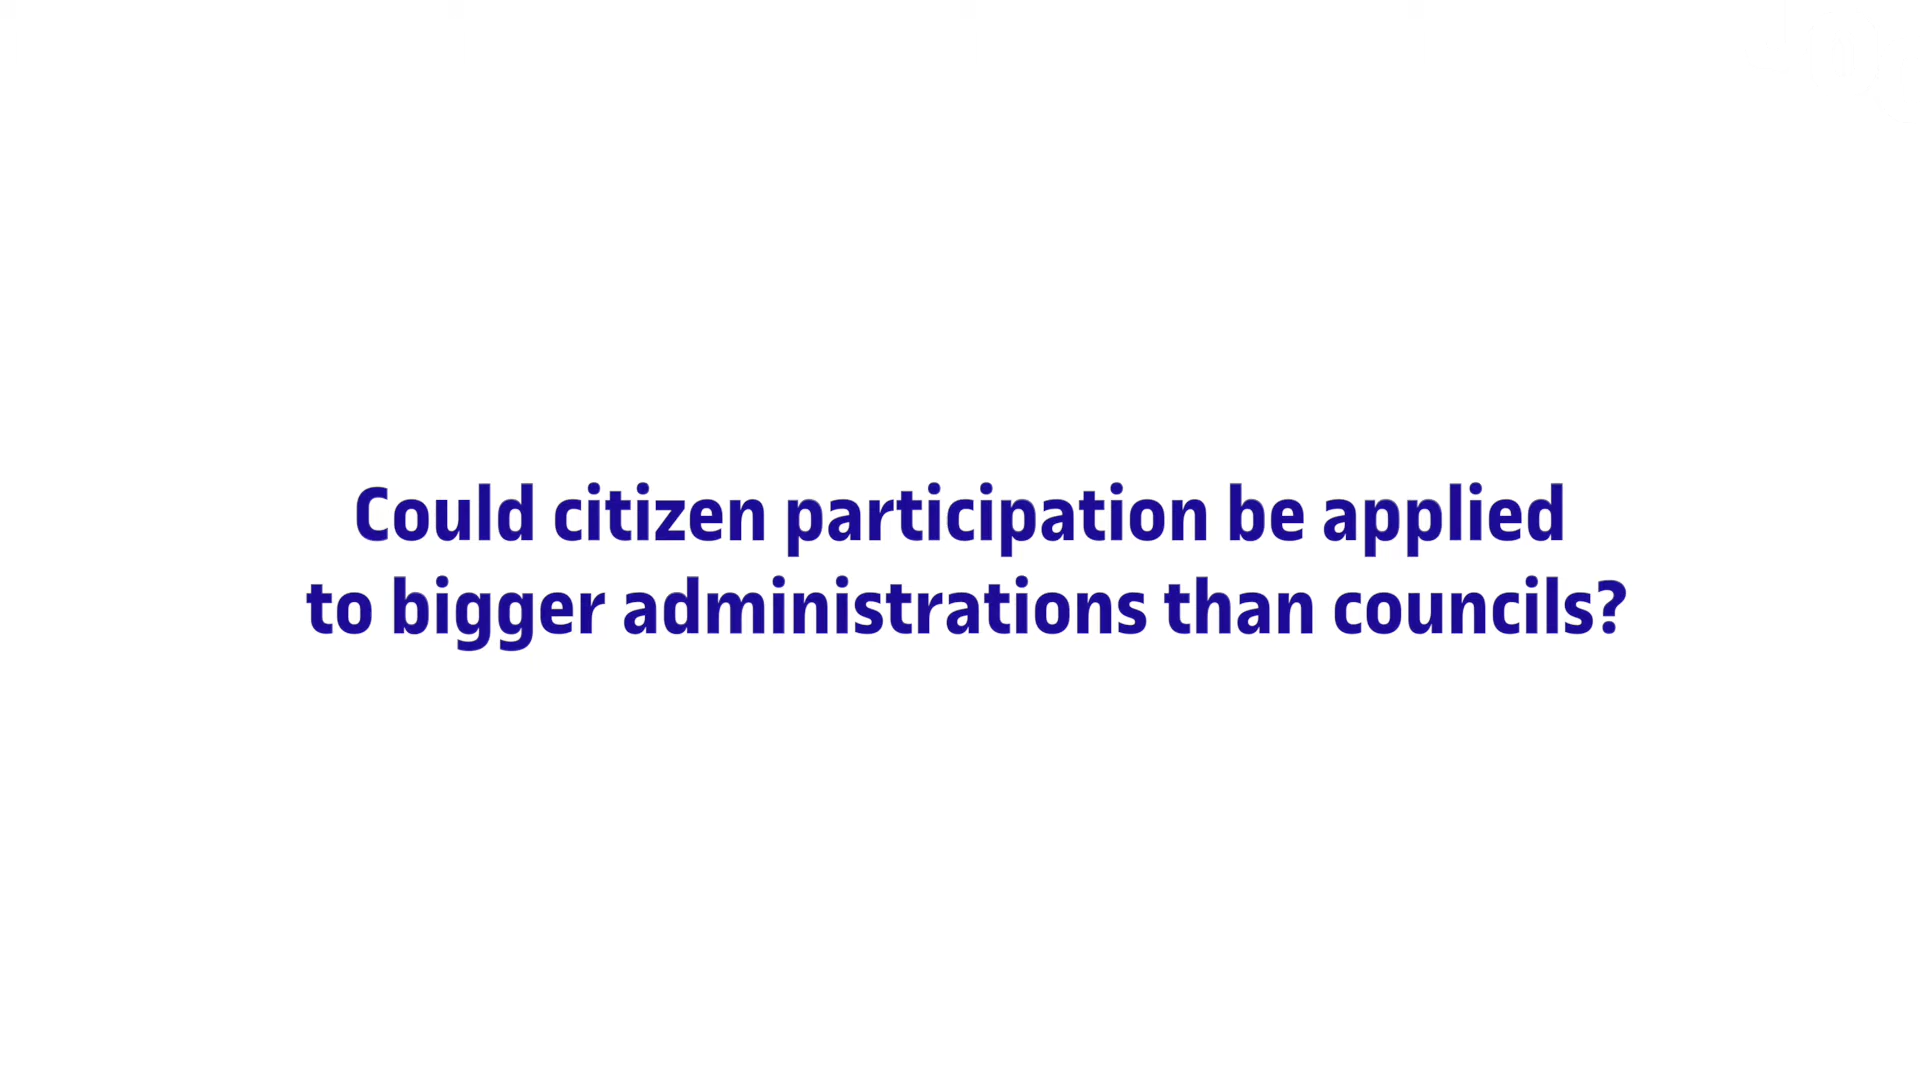 Could citizen participation be applied
to bigger administrations than councils?